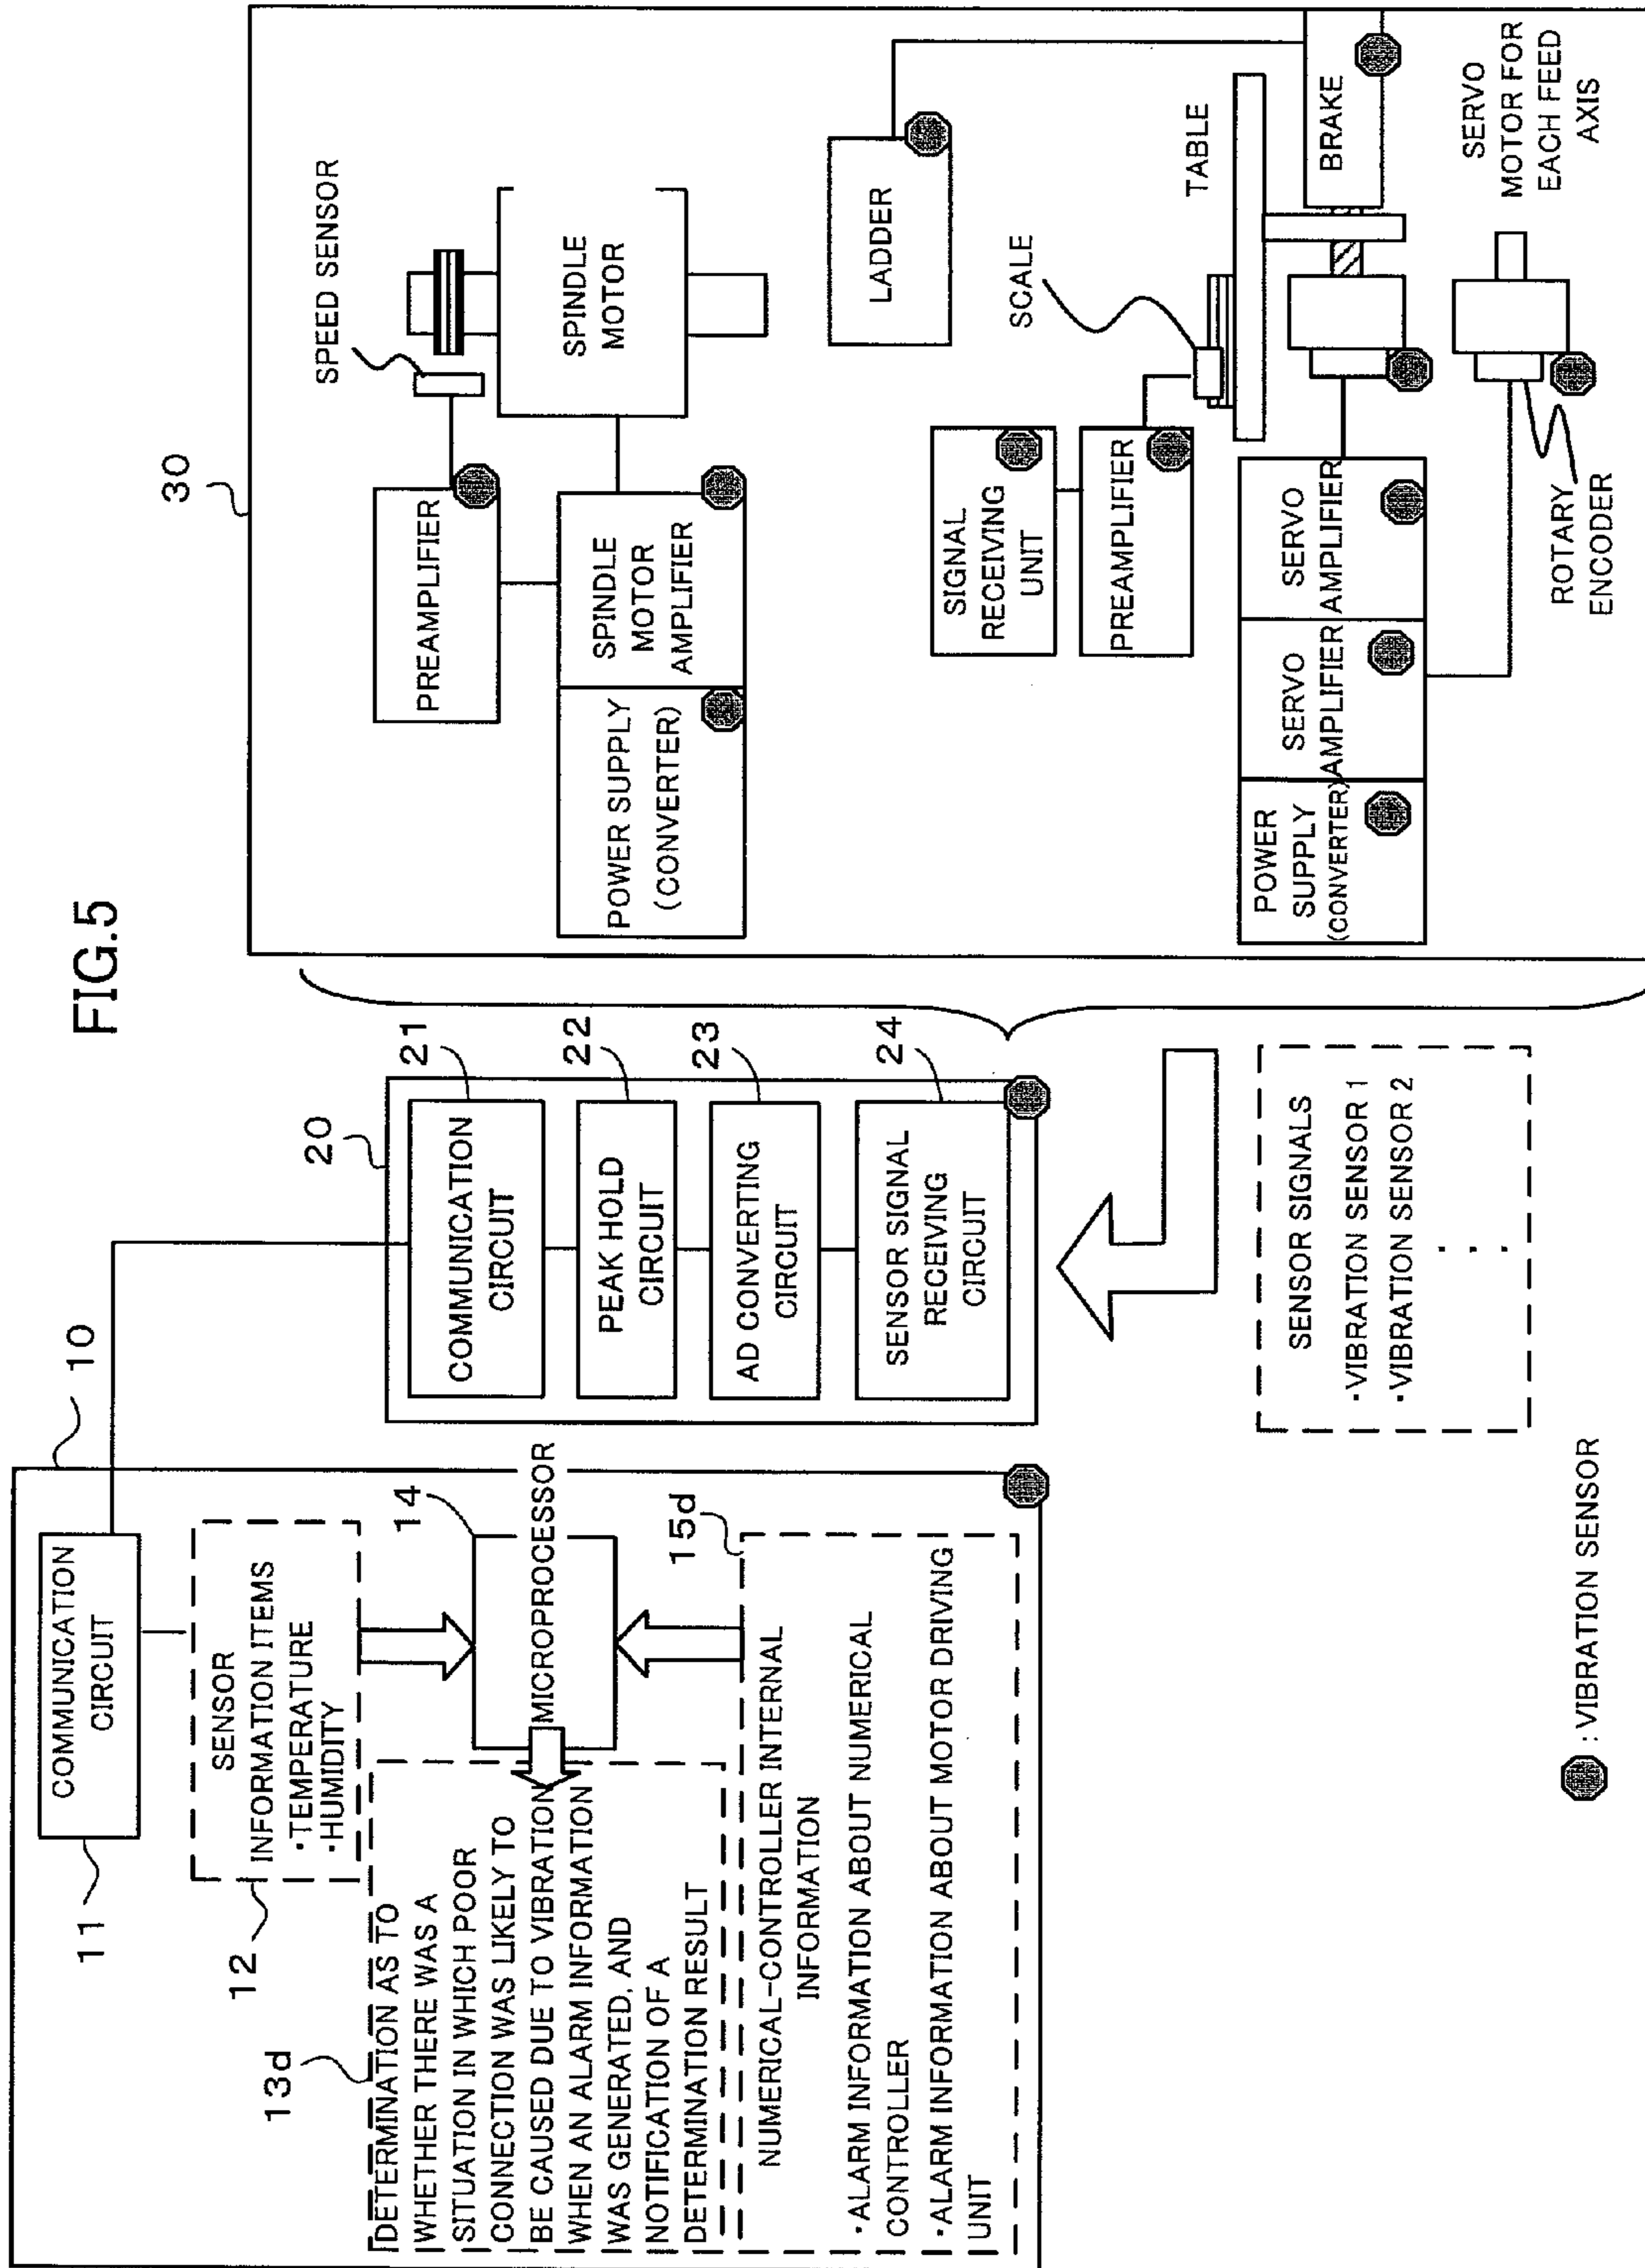 FIG.5
10
COMMUNICATION
CIRCUIT
11
SENSOR
INFORMATION ITEMS
・TEMPERATURE
・HUMIDITY
12
13d
DETERMINATION AS TO
WHETHER THERE WAS A
SITUATION IN WHICH POOR
CONNECTION WAS LIKELY TO
BE CAUSED DUE TO VIBRATION
WHEN AN ALARM INFORMATION
WAS GENERATED, AND
NOTIFICATION OF A
DETERMINATION RESULT
14
MICROPROCESSOR
15d
NUMERICAL-CONTROLLER INTERNAL
INFORMATION
・ALARM INFORMATION ABOUT NUMERICAL
CONTROLLER
・ALARM INFORMATION ABOUT MOTOR DRIVING
UNIT
20
COMMUNICATION
CIRCUIT
21
PEAK HOLD
CIRCUIT
22
AD CONVERTING
CIRCUIT
23
SENSOR SIGNAL
RECEIVING
CIRCUIT
24
SENSOR SIGNALS
・VIBRATION SENSOR 1
・VIBRATION SENSOR 2
· · ·
: VIBRATION SENSOR
30
SPEED SENSOR
PREAMPLIFIER
SPINDLE
MOTOR
POWER SUPPLY
(CONVERTER)
SPINDLE
MOTOR
AMPLIFIER
LADDER
SIGNAL
RECEIVING
UNIT
SCALE
PREAMPLIFIER
TABLE
POWER
SUPPLY
(CONVERTER)
SERVO
AMPLIFIER
SERVO
AMPLIFIER
BRAKE
SERVO
MOTOR FOR
EACH FEED
AXIS
ROTARY
ENCODER